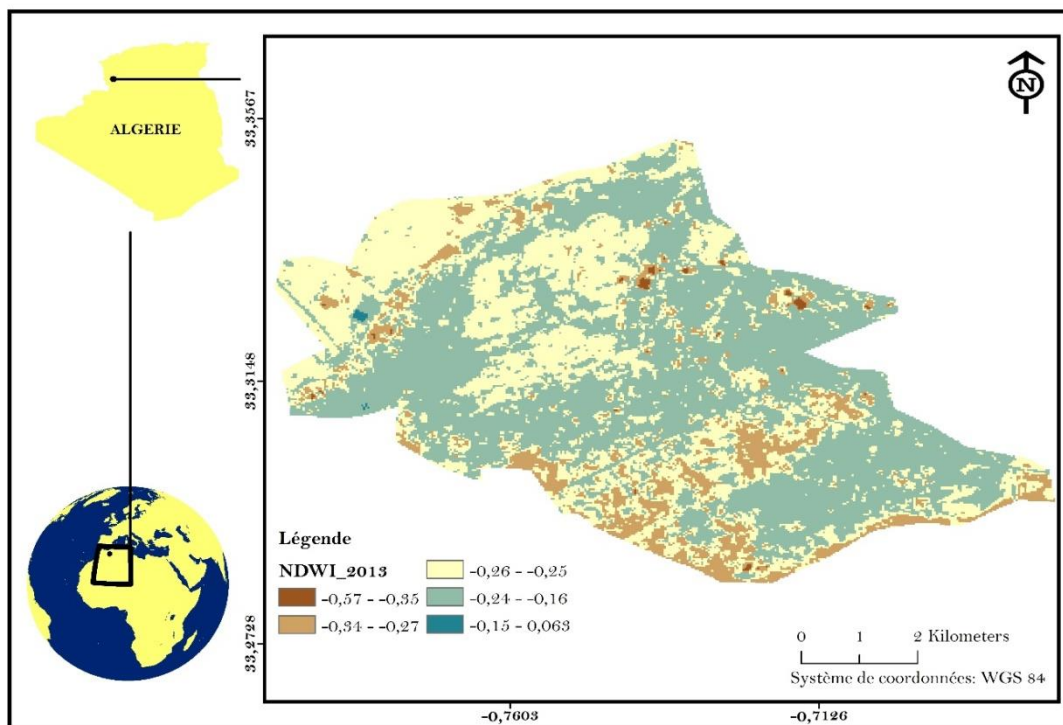 ALGERIE
N
33,3567
33,3148
33,2728
Légende
NDWI_2013
-0,57 - -0,35
-0,34 - -0,27
-0,26 - -0,25
-0,24 - -0,16
-0,15 - 0,063
0 1 2 Kilometers
Système de coordonnées: WGS 84
-0,7603
-0,7126